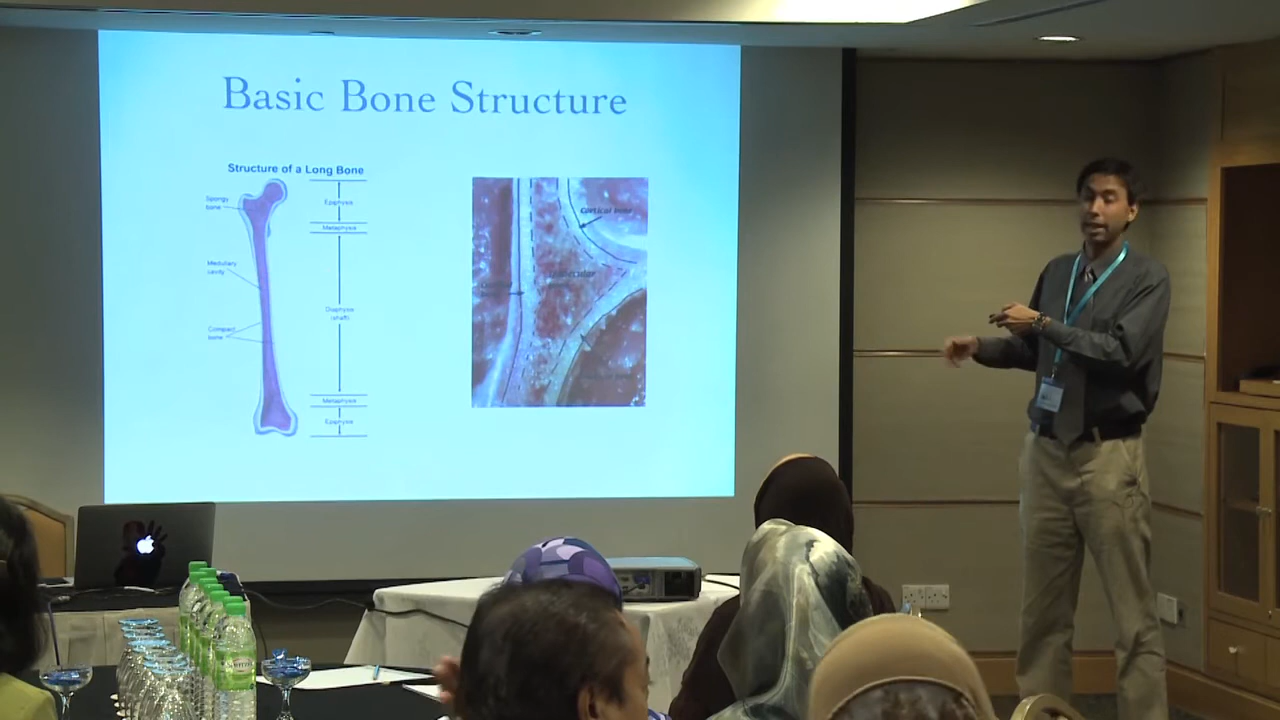 Basic Bone Structure
Structure of a Long Bone
Spongy
bone
Epiphysis
Metaphysis
Medullary
cavity
Diaphysis
(shaft)
Compact
bone
Metaphysis
Epiphysis
Cortical bone